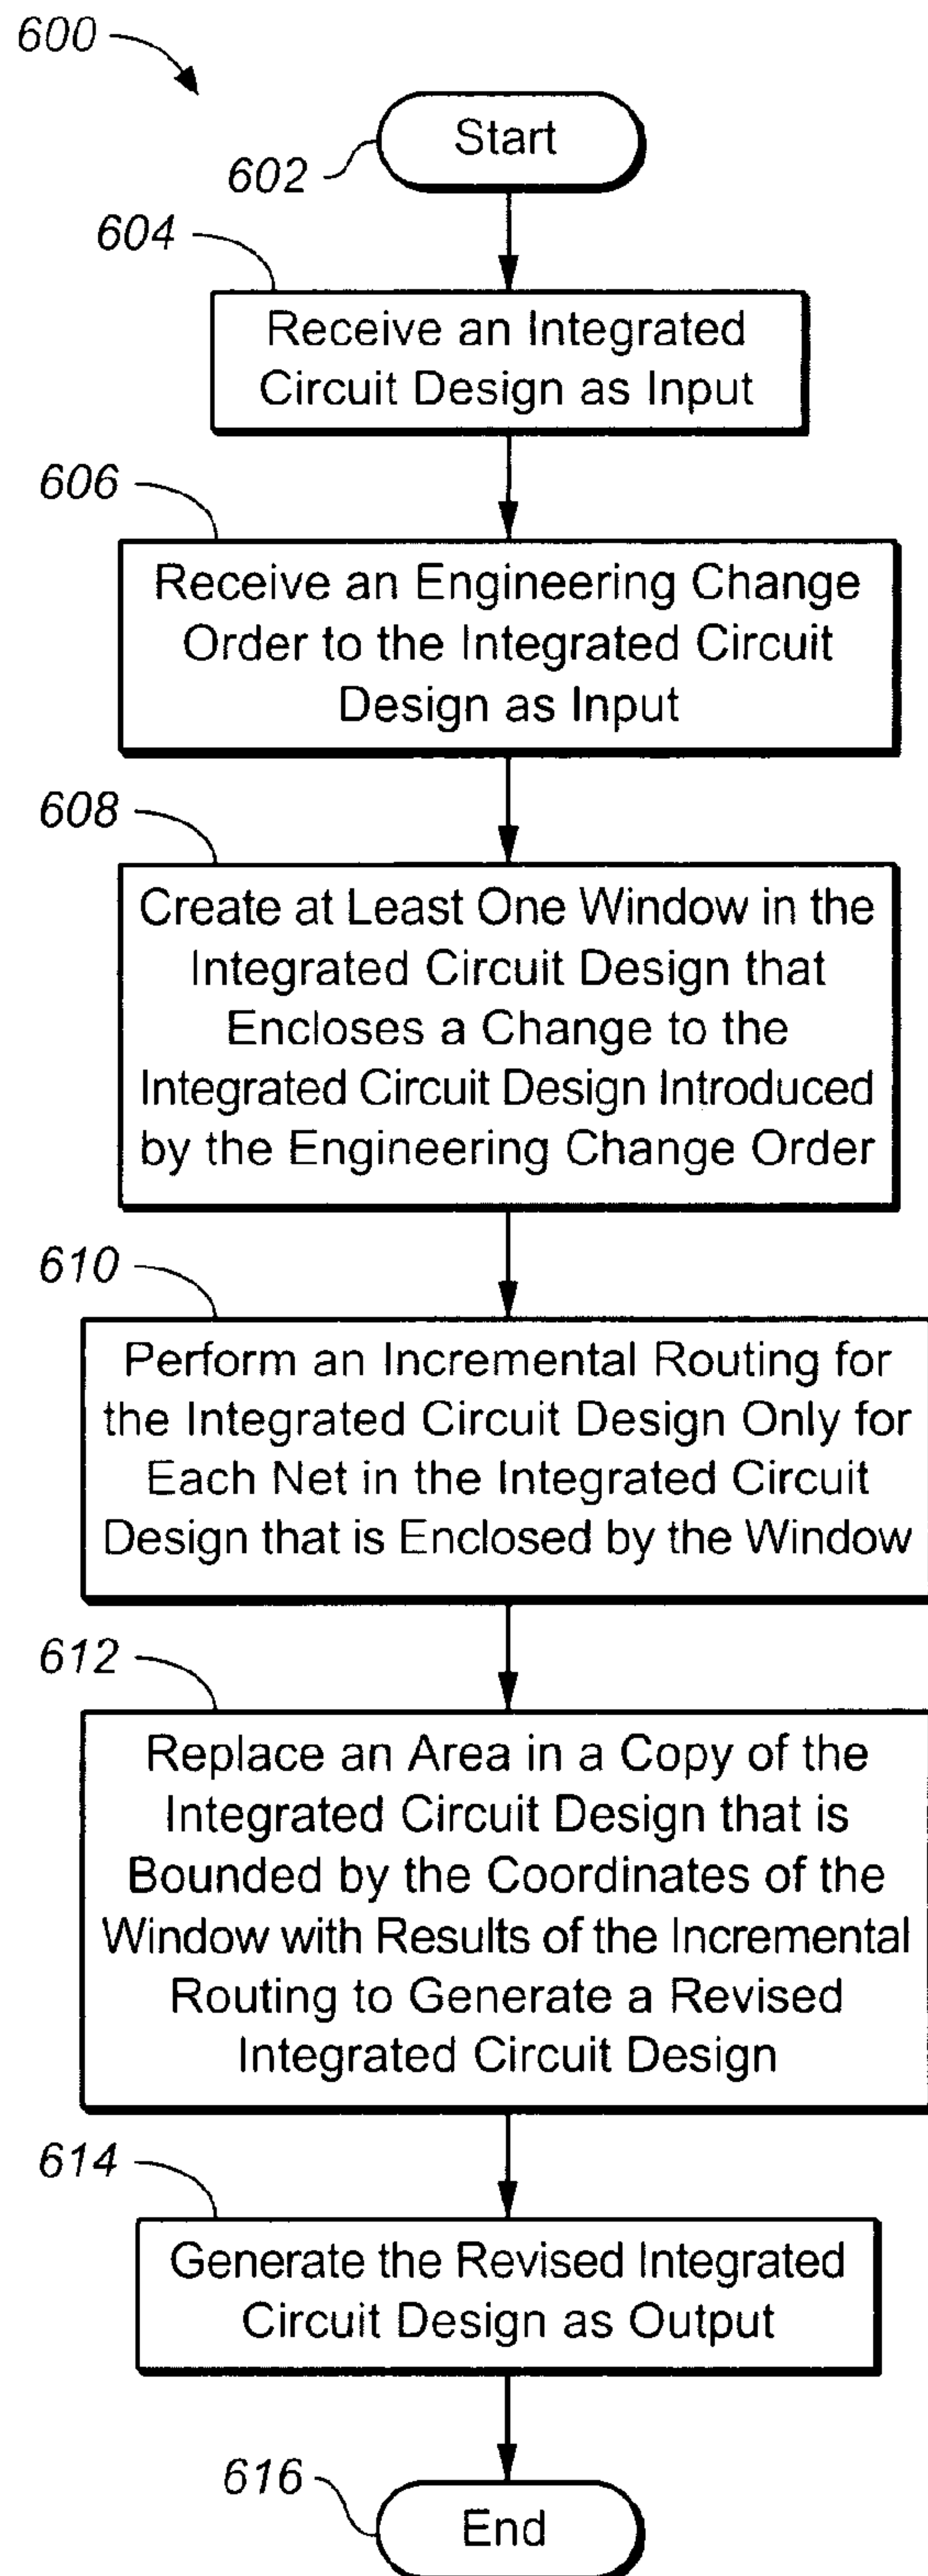 600
Start
602
604
Receive an Integrated
Circuit Design as Input
606
Receive an Engineering Change
Order to the Integrated Circuit
Design as Input
608
Create at Least One Window in the
Integrated Circuit Design that
Encloses a Change to the
Integrated Circuit Design Introduced
by the Engineering Change Order
610
Perform an Incremental Routing for
the Integrated Circuit Design Only for
Each Net in the Integrated Circuit
Design that is Enclosed by the Window
612
Replace an Area in a Copy of the
Integrated Circuit Design that is
Bounded by the Coordinates of the
Window with Results of the Incremental
Routing to Generate a Revised
Integrated Circuit Design
614
Generate the Revised Integrated
Circuit Design as Output
616
End